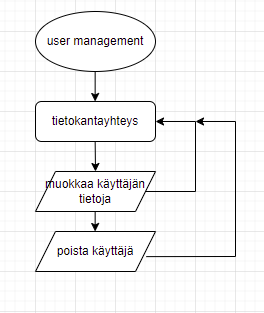 user management
tietokantayhteys
muokkaa käyttäjän
tietoja
poista käyttäjä